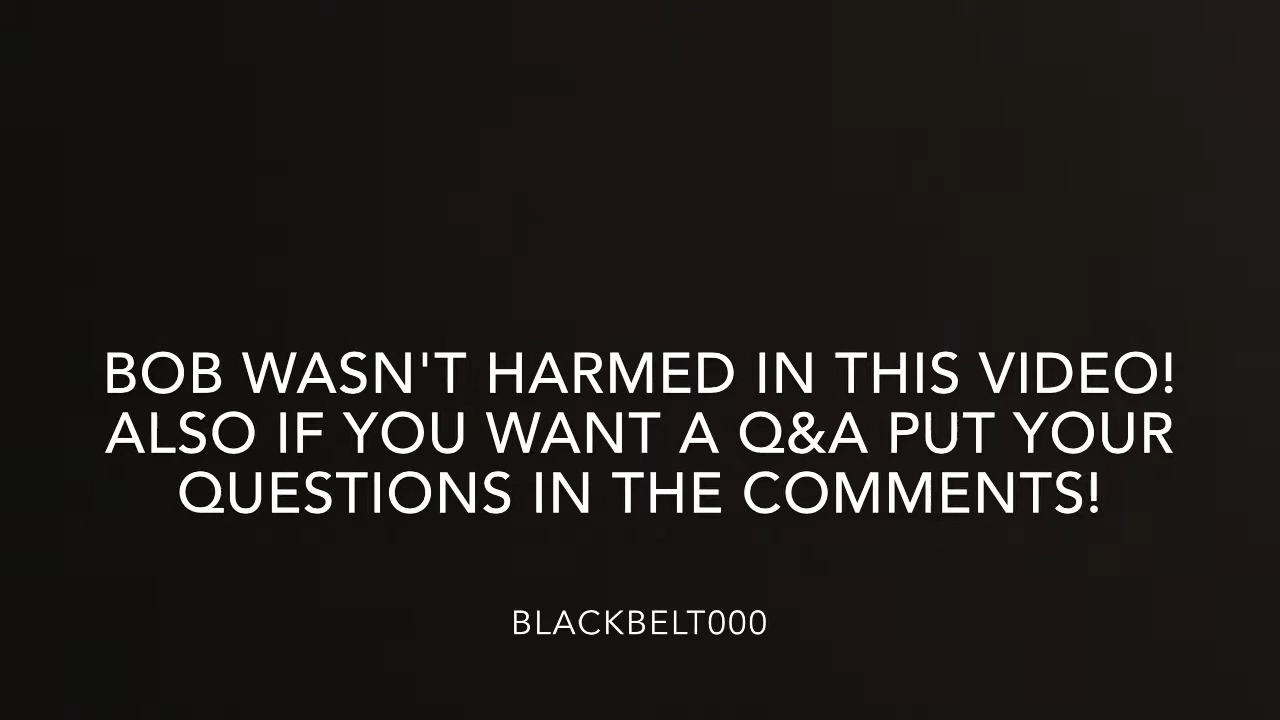 BOB WASN'T HARMED IN THIS VIDEO!
ALSO IF YOU WANT A Q&A PUT YOUR
QUESTIONS IN THE COMMENTS!
BLACKBELT000